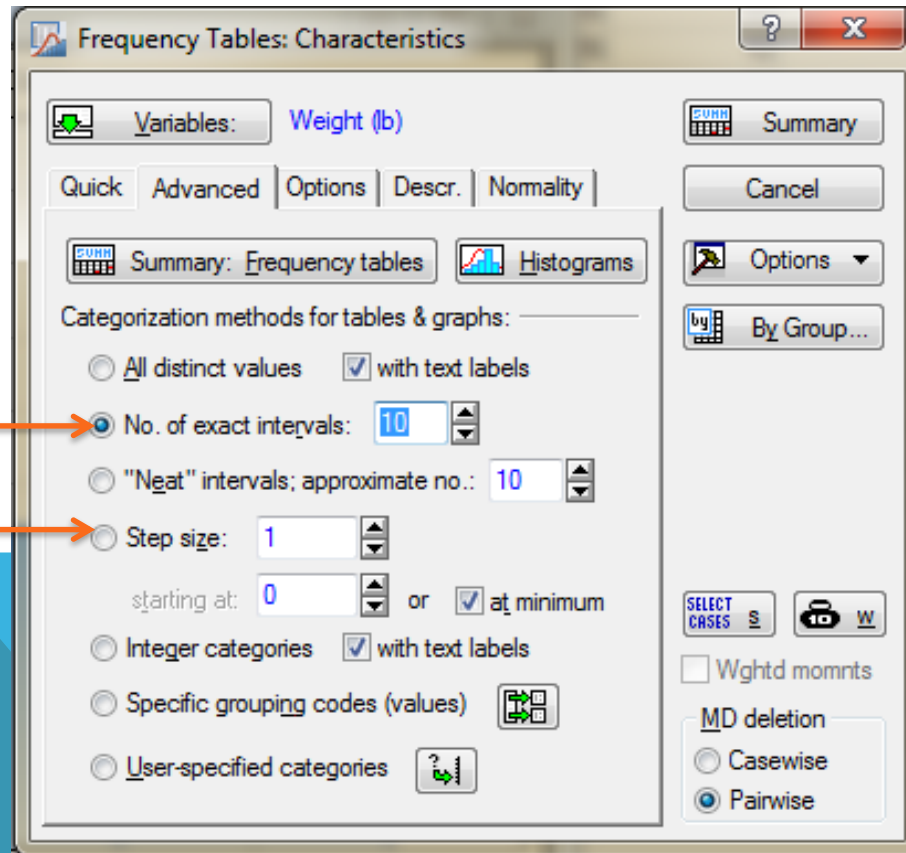 Frequency Tables: Characteristics
?
X
Variables: Weight (lb)
SUMM Summary
Quick Advanced Options Descr. Normality
Cancel
SUMM Summary: Frequency tables
Histograms
Options
Categorization methods for tables & graphs:
by By Group...
All distinct values with text labels
No. of exact intervals: 10
"Neat" intervals; approximate no.: 10
Step size: 1
starting at: 0 or at minimum
SELECT CASES S
W
Integer categories with text labels
Wghtd momnts
Specific grouping codes (values)
MD deletion
User-specified categories ?
Casewise
Pairwise